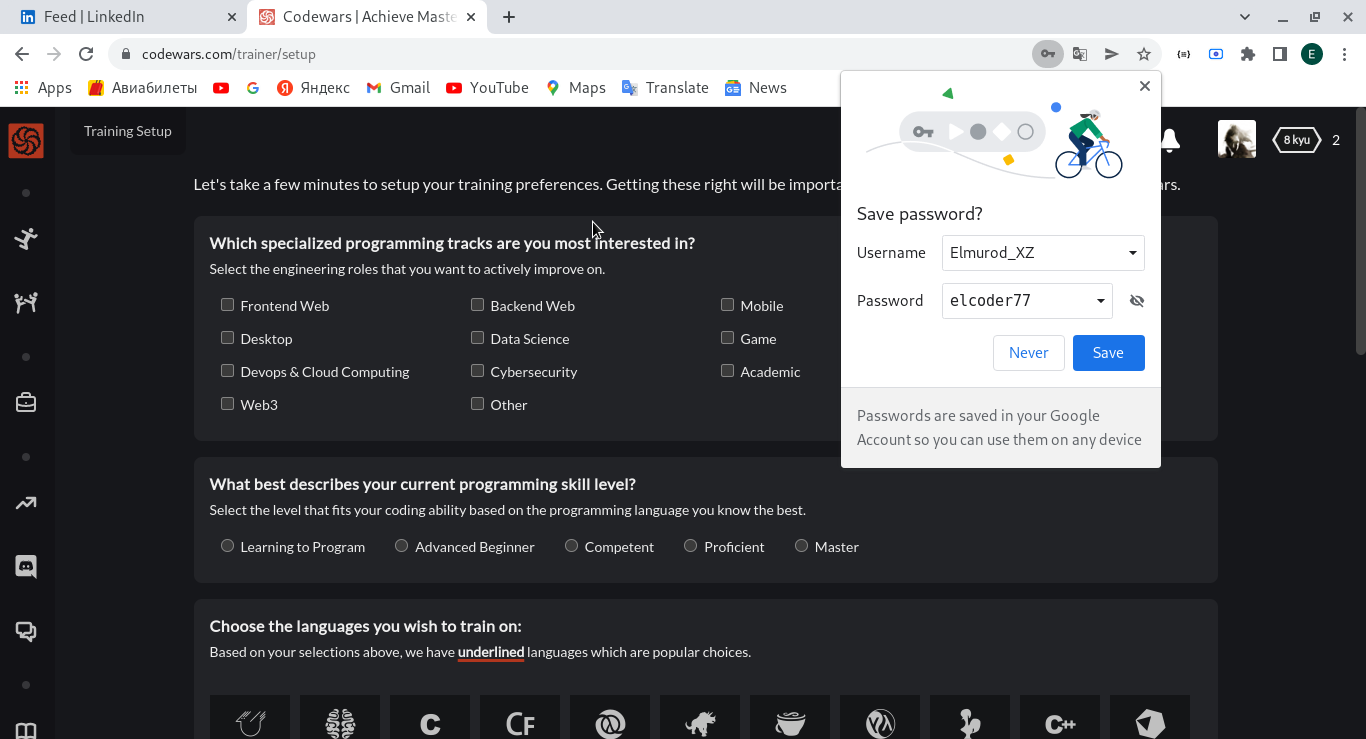 Feed | LinkedIn
Codewars | Achieve Maste
codewars.com/trainer/setup
E
Apps
Авиабилеты
Яндекс
Gmail
YouTube
Maps
Translate
News
Training Setup
8 kyu
2
Let's take a few minutes to setup your training preferences. Getting these right will be importa
rs.
Which specialized programming tracks are you most interested in?
Select the engineering roles that you want to actively improve on.
Frontend Web
Backend Web
Mobile
Desktop
Data Science
Game
Devops & Cloud Computing
Cybersecurity
Academic
Web3
Other
Save password?
Username
Elmurod_XZ
Password
elcoder77
Never
Save
Passwords are saved in your Google
Account so you can use them on any device
What best describes your current programming skill level?
Select the level that fits your coding ability based on the programming language you know the best.
Learning to Program
Advanced Beginner
Competent
Proficient
Master
Choose the languages you wish to train on:
Based on your selections above, we have underlined languages which are popular choices.
C
CF
C++